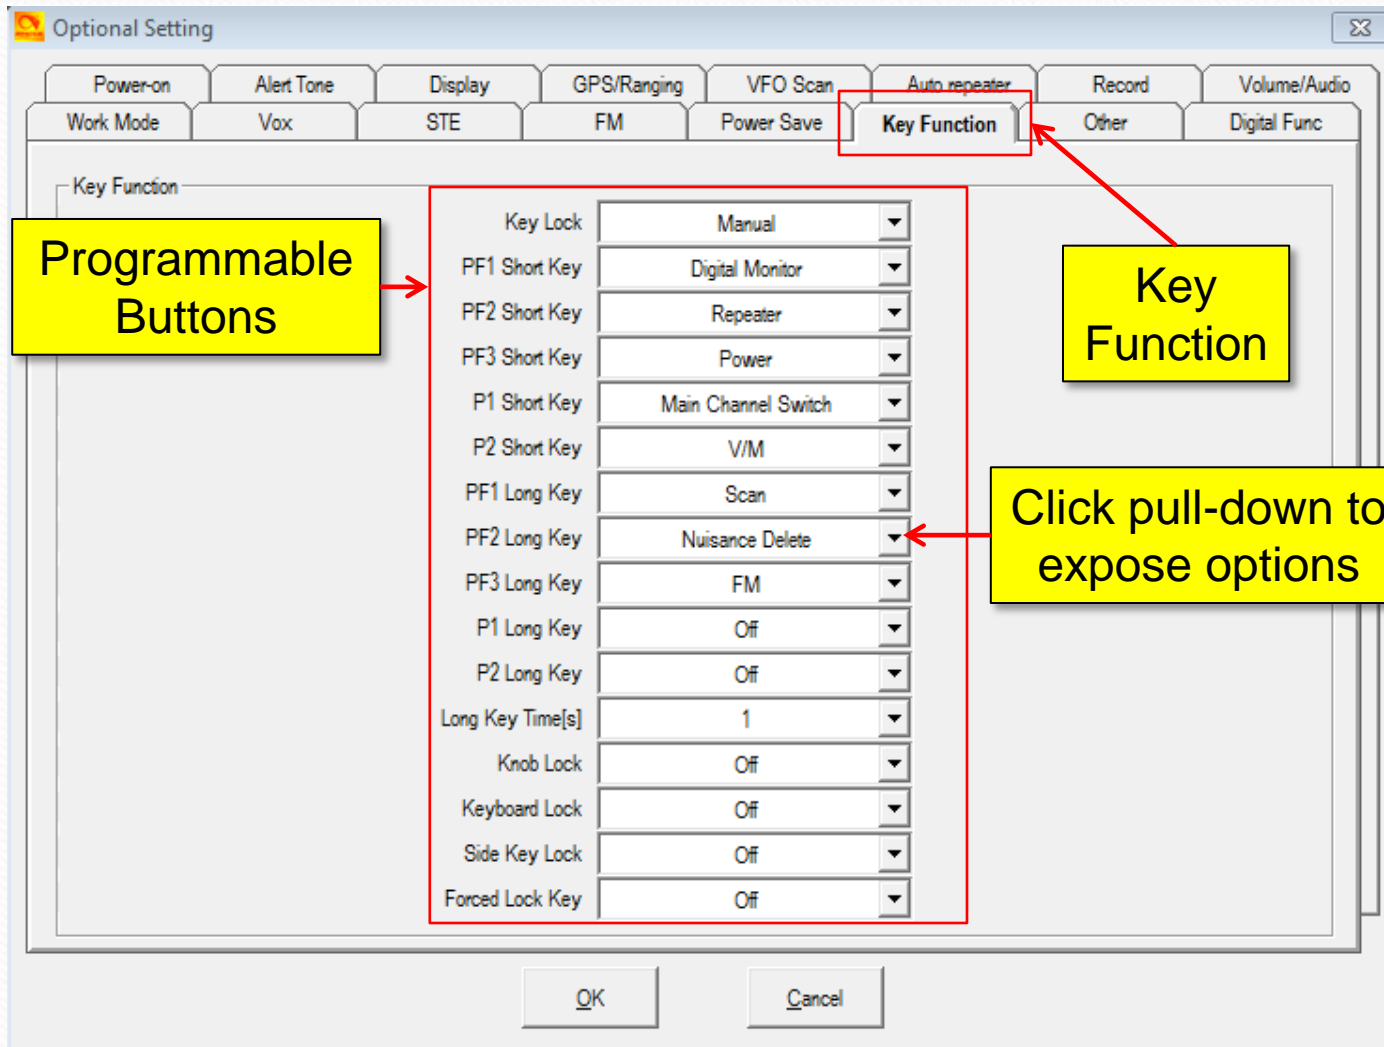 Optional Setting
Power-on Alert Tone Display GPS/Ranging VFO Scan Auto repeater Record Volume/Audio
Work Mode Vox STE FM Power Save Key Function Other Digital Func
Key Function
Programmable
Buttons
Key
Function
Click pull-down to
expose options
Key Lock Manual
PF1 Short Key Digital Monitor
PF2 Short Key Repeater
PF3 Short Key Power
P1 Short Key Main Channel Switch
P2 Short Key V/M
PF1 Long Key Scan
PF2 Long Key Nuisance Delete
PF3 Long Key FM
P1 Long Key Off
P2 Long Key Off
Long Key Time[s] 1
Knob Lock Off
Keyboard Lock Off
Side Key Lock Off
Forced Lock Key Off
OK Cancel